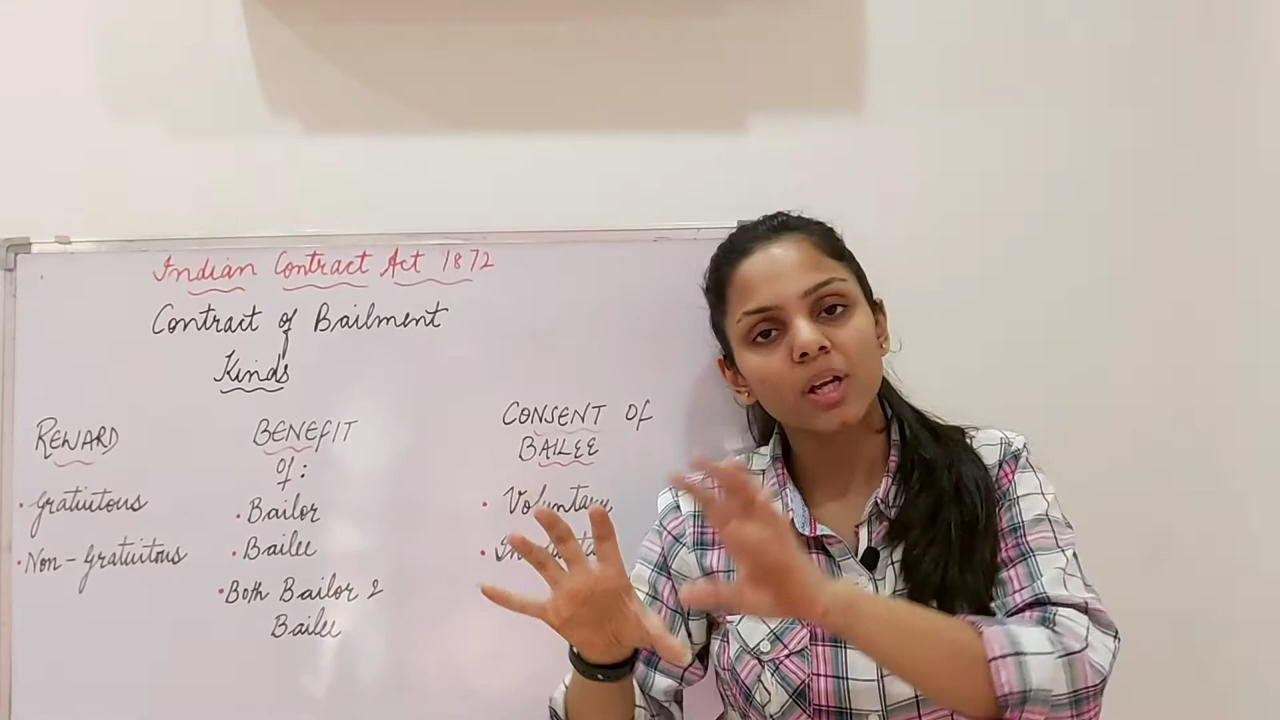 Indian Contract Act 1872
Contract of Bailment
Kinds
REWARD
• Gratuitous
• Non-Gratuitous
BENEFIT
of:
• Bailor
• Bailee
• Both Bailor &
Bailee
CONSENT OF
BAILEE
• Voluntary